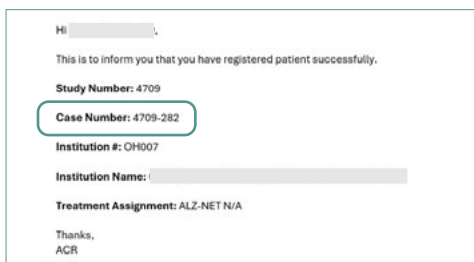 Hi
This is to inform you that you have registered patient successfully.
Study Number: 4709
Case Number: 4709-282
Institution #: OH007
Institution Name:
Treatment Assignment: ALZ-NET N/A
Thanks,
ACR